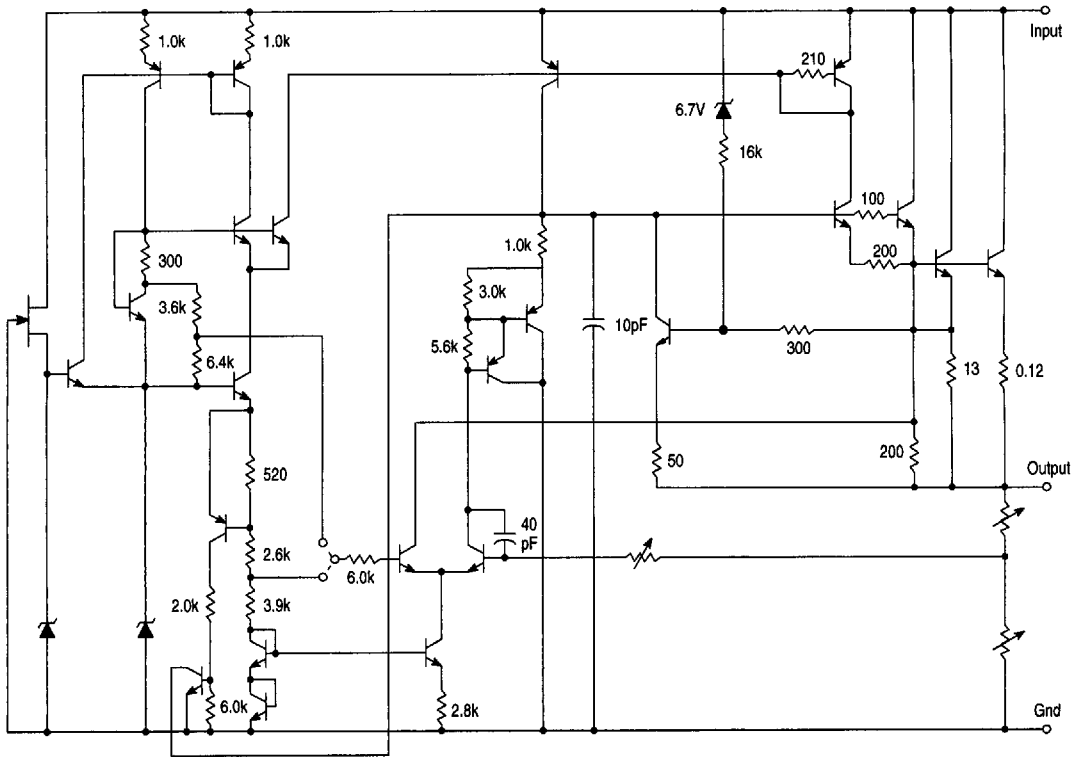 Input
1.0k
1.0k
210
6.7V
16k
100
1.0k
200
300
3.6k
3.0k
10pF
5.6k
300
6.4k
13
0.12
520
50
200
Output
40
pF
2.6k
6.0k
2.0k
3.9k
6.0k
2.8k
Gnd